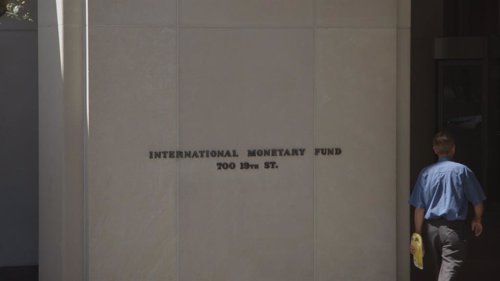 INTERNATIONAL MONETARY FUND
700 19TH ST.